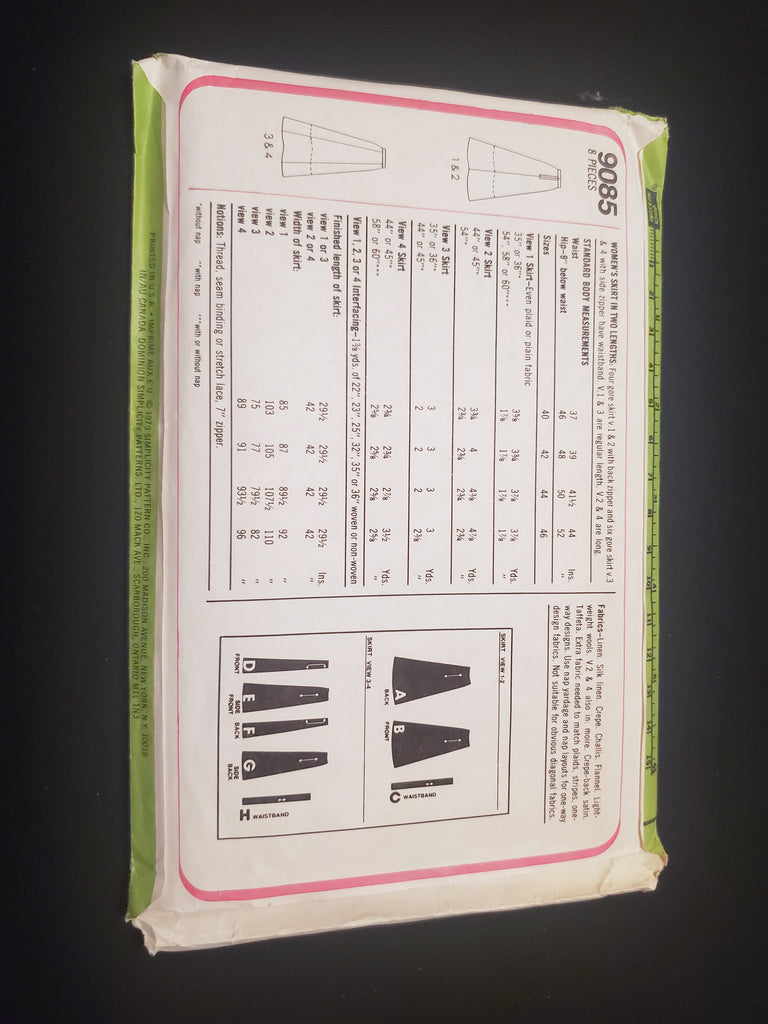 9085
8 PIECES
1 & 2
3 & 4
WOMEN'S SKIRT IN TWO LENGTHS: Four gore skirt v.1 & 2 with back zipper and six gore skirt v.3
& 4 with side zipper have waistband. V.1 & 3 are regular length. V.2 & 4 are long.
STANDARD BODY MEASUREMENTS
Waist 37 39 41½ 44 Ins.
Hip—9" below waist 46 48 50 52 "
Sizes 40 42 44 46
View 1 Skirt—Even plaid or plain fabric
35" or 36"** 3⅝ 3¾ 3⅞ 3⅞ Yds.
54", 58" or 60"*** 1⅞ 1⅞ 1⅞ 1⅞ "
View 2 Skirt
44" or 45"* 3¾ 4 4⅜ 4⅞ Yds.
54"** 2¾ 2¾ 2¾ 2¾ "
View 3 Skirt
35" or 36"* 3 3 3 3 Yds.
44" or 45"* 2 2 2 2⅜ "
View 4 Skirt
44" or 45"* 2¾ 2¾ 2⅞ 3½ Yds.
58" or 60"*** 2⅝ 2⅝ 2⅝ 2⅝ "
View 1, 2, 3 or 4 Interfacing—1⅜ yds. of 22", 23", 25", 32", 35" or 36" woven or non-woven
Finished length of skirt:
view 1 or 3 29½ 29½ 29½ 29½ Ins.
view 2 or 4 42 42 42 42 "
Width of skirt:
view 1 85 87 89½ 92 "
view 2 103 105 107½ 110 "
view 3 75 77 79½ 82 "
view 4 89 91 93½ 96 "
Notions: Thread, seam binding or stretch lace, 7" zipper.
*without nap **with nap ***with or without nap
Fabrics—Linen, Silk linen, Crepe, Challis, Flannel, Light-
weight wools. V.2 & 4 also in: moire, Crepe-back satin,
Taffeta. Extra fabric needed to match plaids, stripes, one-
way designs. Use nap yardage and nap layouts for one-way
design fabrics. Not suitable for obvious diagonal fabrics.
SKIRT VIEW 1-2
A
BACK
B
FRONT
C WAISTBAND
SKIRT VIEW 3-4
D
FRONT
E
SIDE
FRONT
F
BACK
G
SIDE
BACK
H WAISTBAND
PRINTED IN U.S.A. • IMPRIME AUX E.U. © 1979 SIMPLICITY PATTERN CO., INC., 200 MADISON AVENUE, NEW YORK, N.Y. 10016
IN/AU CANADA, DOMINION SIMPLICITY PATTERNS, LTD., 120 MACK AVE., SCARBOROUGH, ONTARIO M1L 1N3